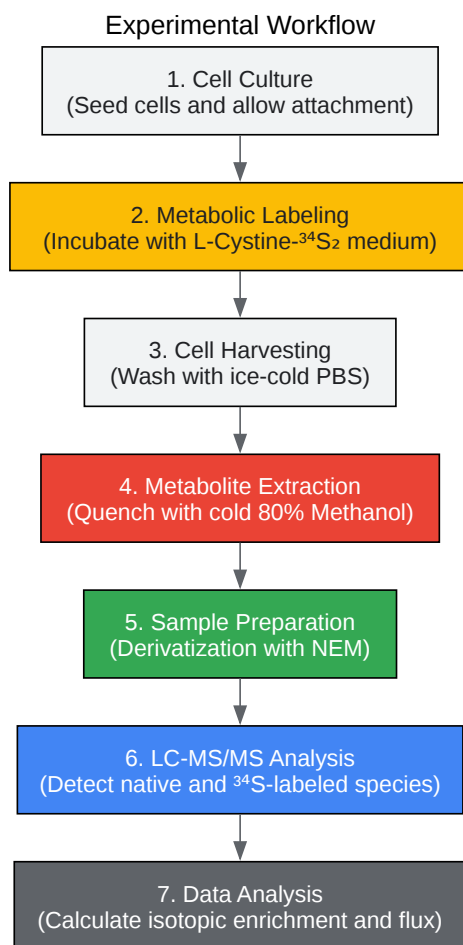 Experimental Workflow
1. Cell Culture
(Seed cells and allow attachment)
2. Metabolic Labeling
(Incubate with L-Cystine-³⁴S₂ medium)
3. Cell Harvesting
(Wash with ice-cold PBS)
4. Metabolite Extraction
(Quench with cold 80% Methanol)
5. Sample Preparation
(Derivatization with NEM)
6. LC-MS/MS Analysis
(Detect native and ³⁴S-labeled species)
7. Data Analysis
(Calculate isotopic enrichment and flux)